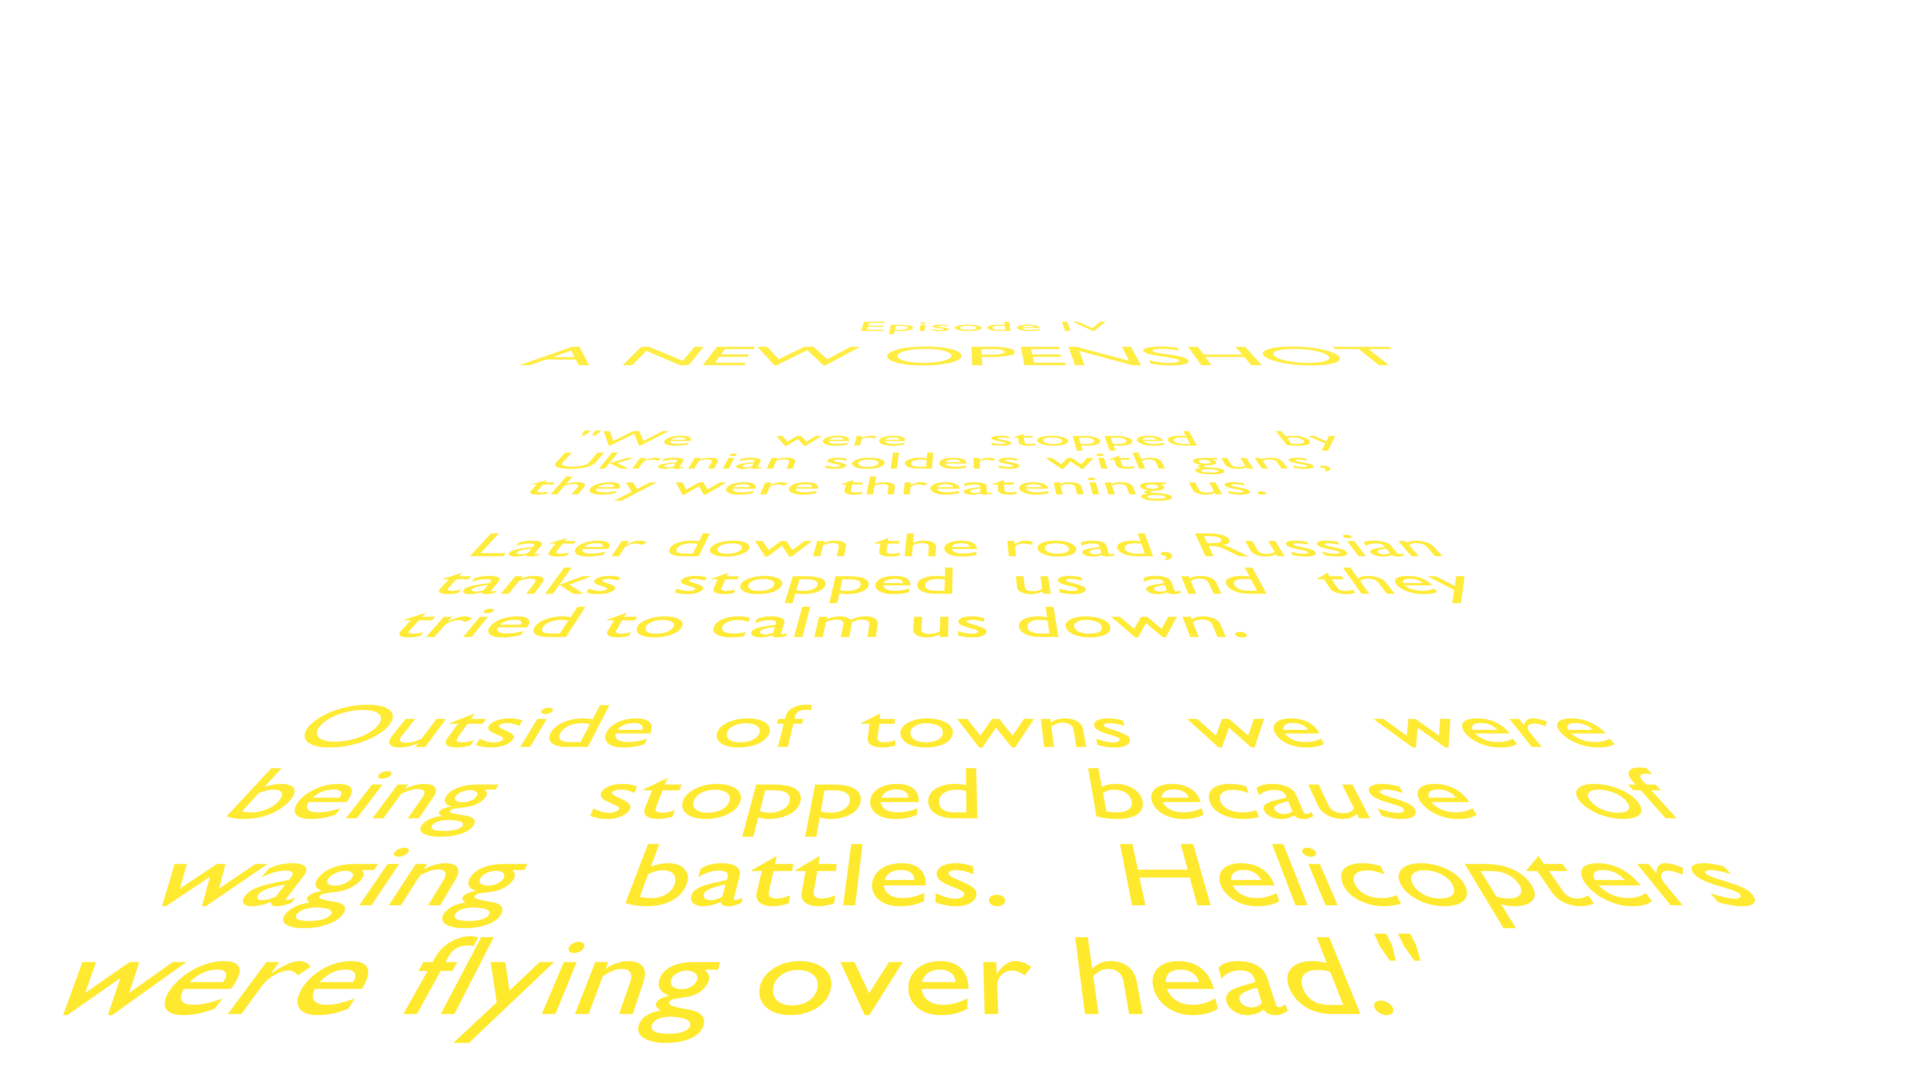 Episode IV
A NEW OPENSHOT
"We were stopped by
Ukranian solders with guns,
they were threatening us.
Later down the road, Russian
tanks stopped us and they
tried to calm us down.
Outside of towns we were
being stopped because of
waging battles. Helicopters
were flying over head."